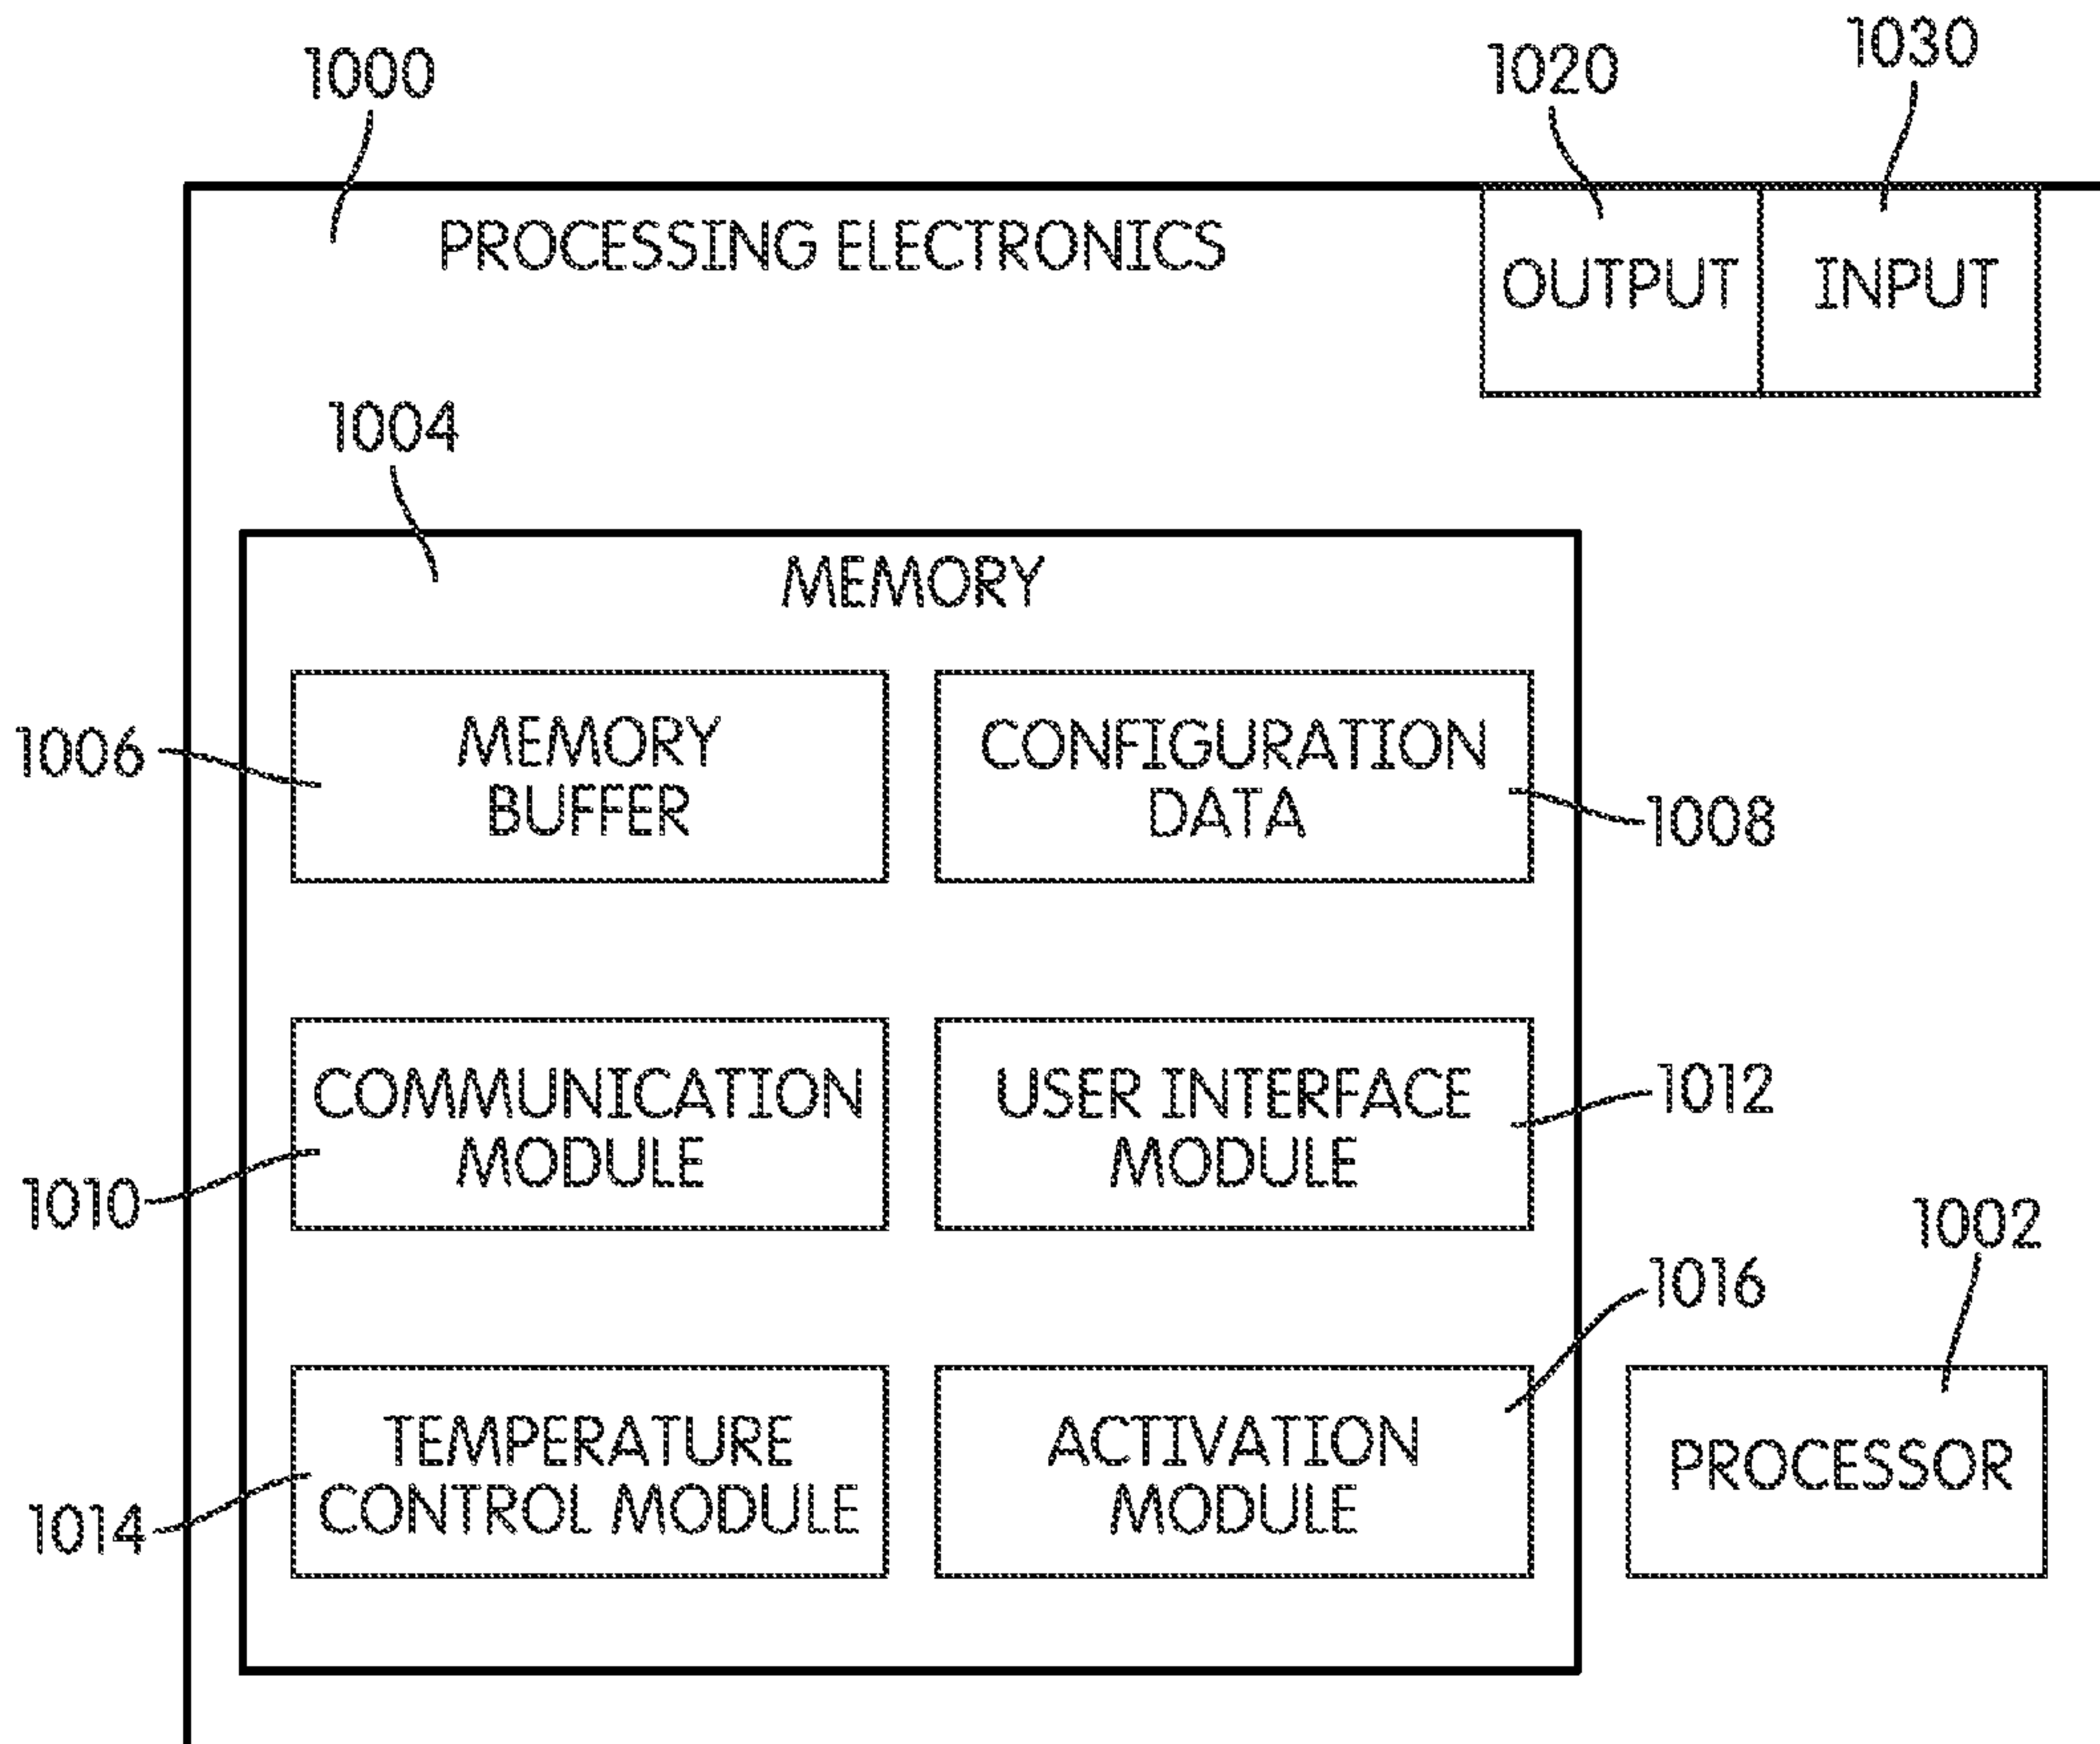 1000
1020
1030
PROCESSING ELECTRONICS
OUTPUT
INPUT
1004
MEMORY
1006
MEMORY
BUFFER
CONFIGURATION
DATA
1008
COMMUNICATION
MODULE
1010
USER INTERFACE
MODULE
1012
1002
1016
TEMPERATURE
CONTROL MODULE
1014
ACTIVATION
MODULE
PROCESSOR